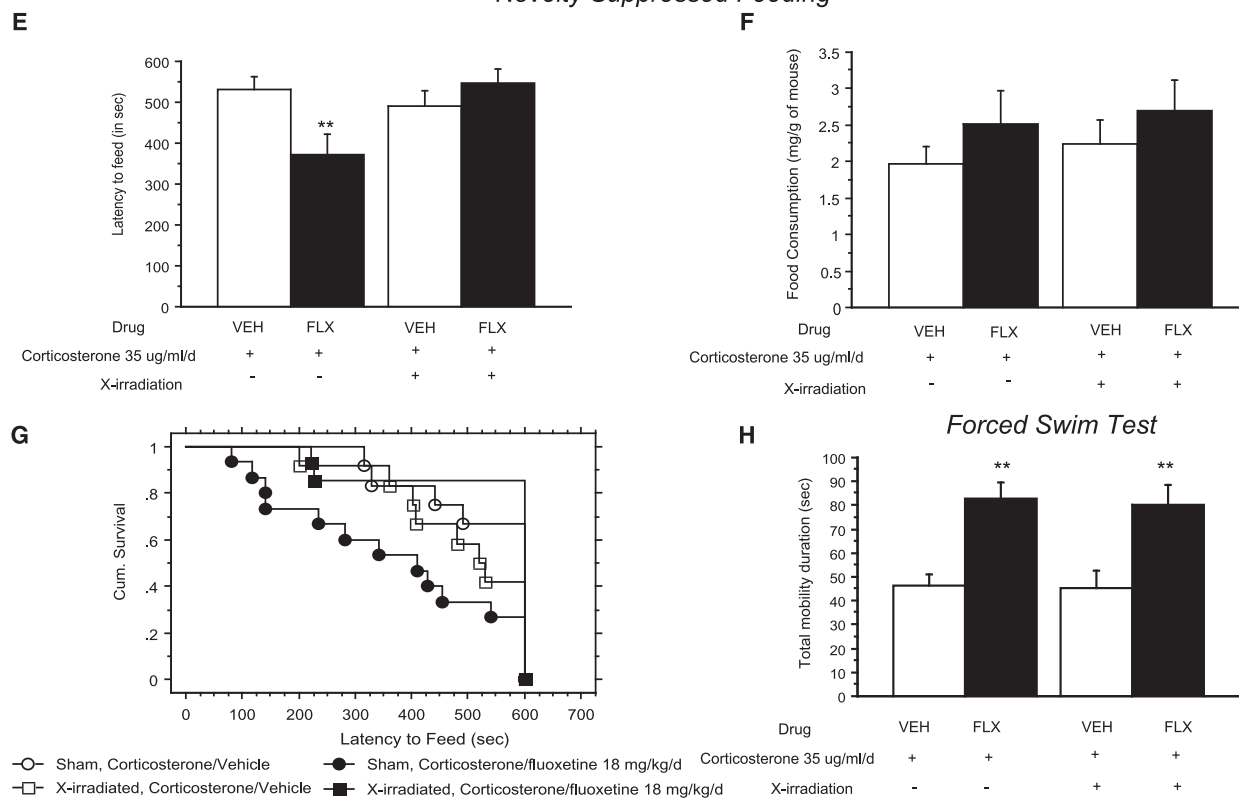 Novelty Suppressed Feeding
E
600
500
400
300
200
100
0
Latency to feed (in sec)
**
Drug VEH FLX VEH FLX
Corticosterone 35 ug/ml/d + + + +
X-irradiation - - + +
F
3.5
3
2.5
2
1.5
1
0.5
0
Food Consumption (mg/g of mouse)
Drug VEH FLX VEH FLX
Corticosterone 35 ug/ml/d + + + +
X-irradiation - - + +
G
1
.8
.6
.4
.2
0
Cum. Survival
0 100 200 300 400 500 600 700
Latency to Feed (sec)
Sham, Corticosterone/Vehicle
Sham, Corticosterone/fluoxetine 18 mg/kg/d
X-irradiated, Corticosterone/Vehicle
X-irradiated, Corticosterone/fluoxetine 18 mg/kg/d
H
Forced Swim Test
100
90
80
70
60
50
40
30
20
10
0
Total mobility duration (sec)
** **
Drug VEH FLX VEH FLX
Corticosterone 35 ug/ml/d + + + +
X-irradiation - - + +